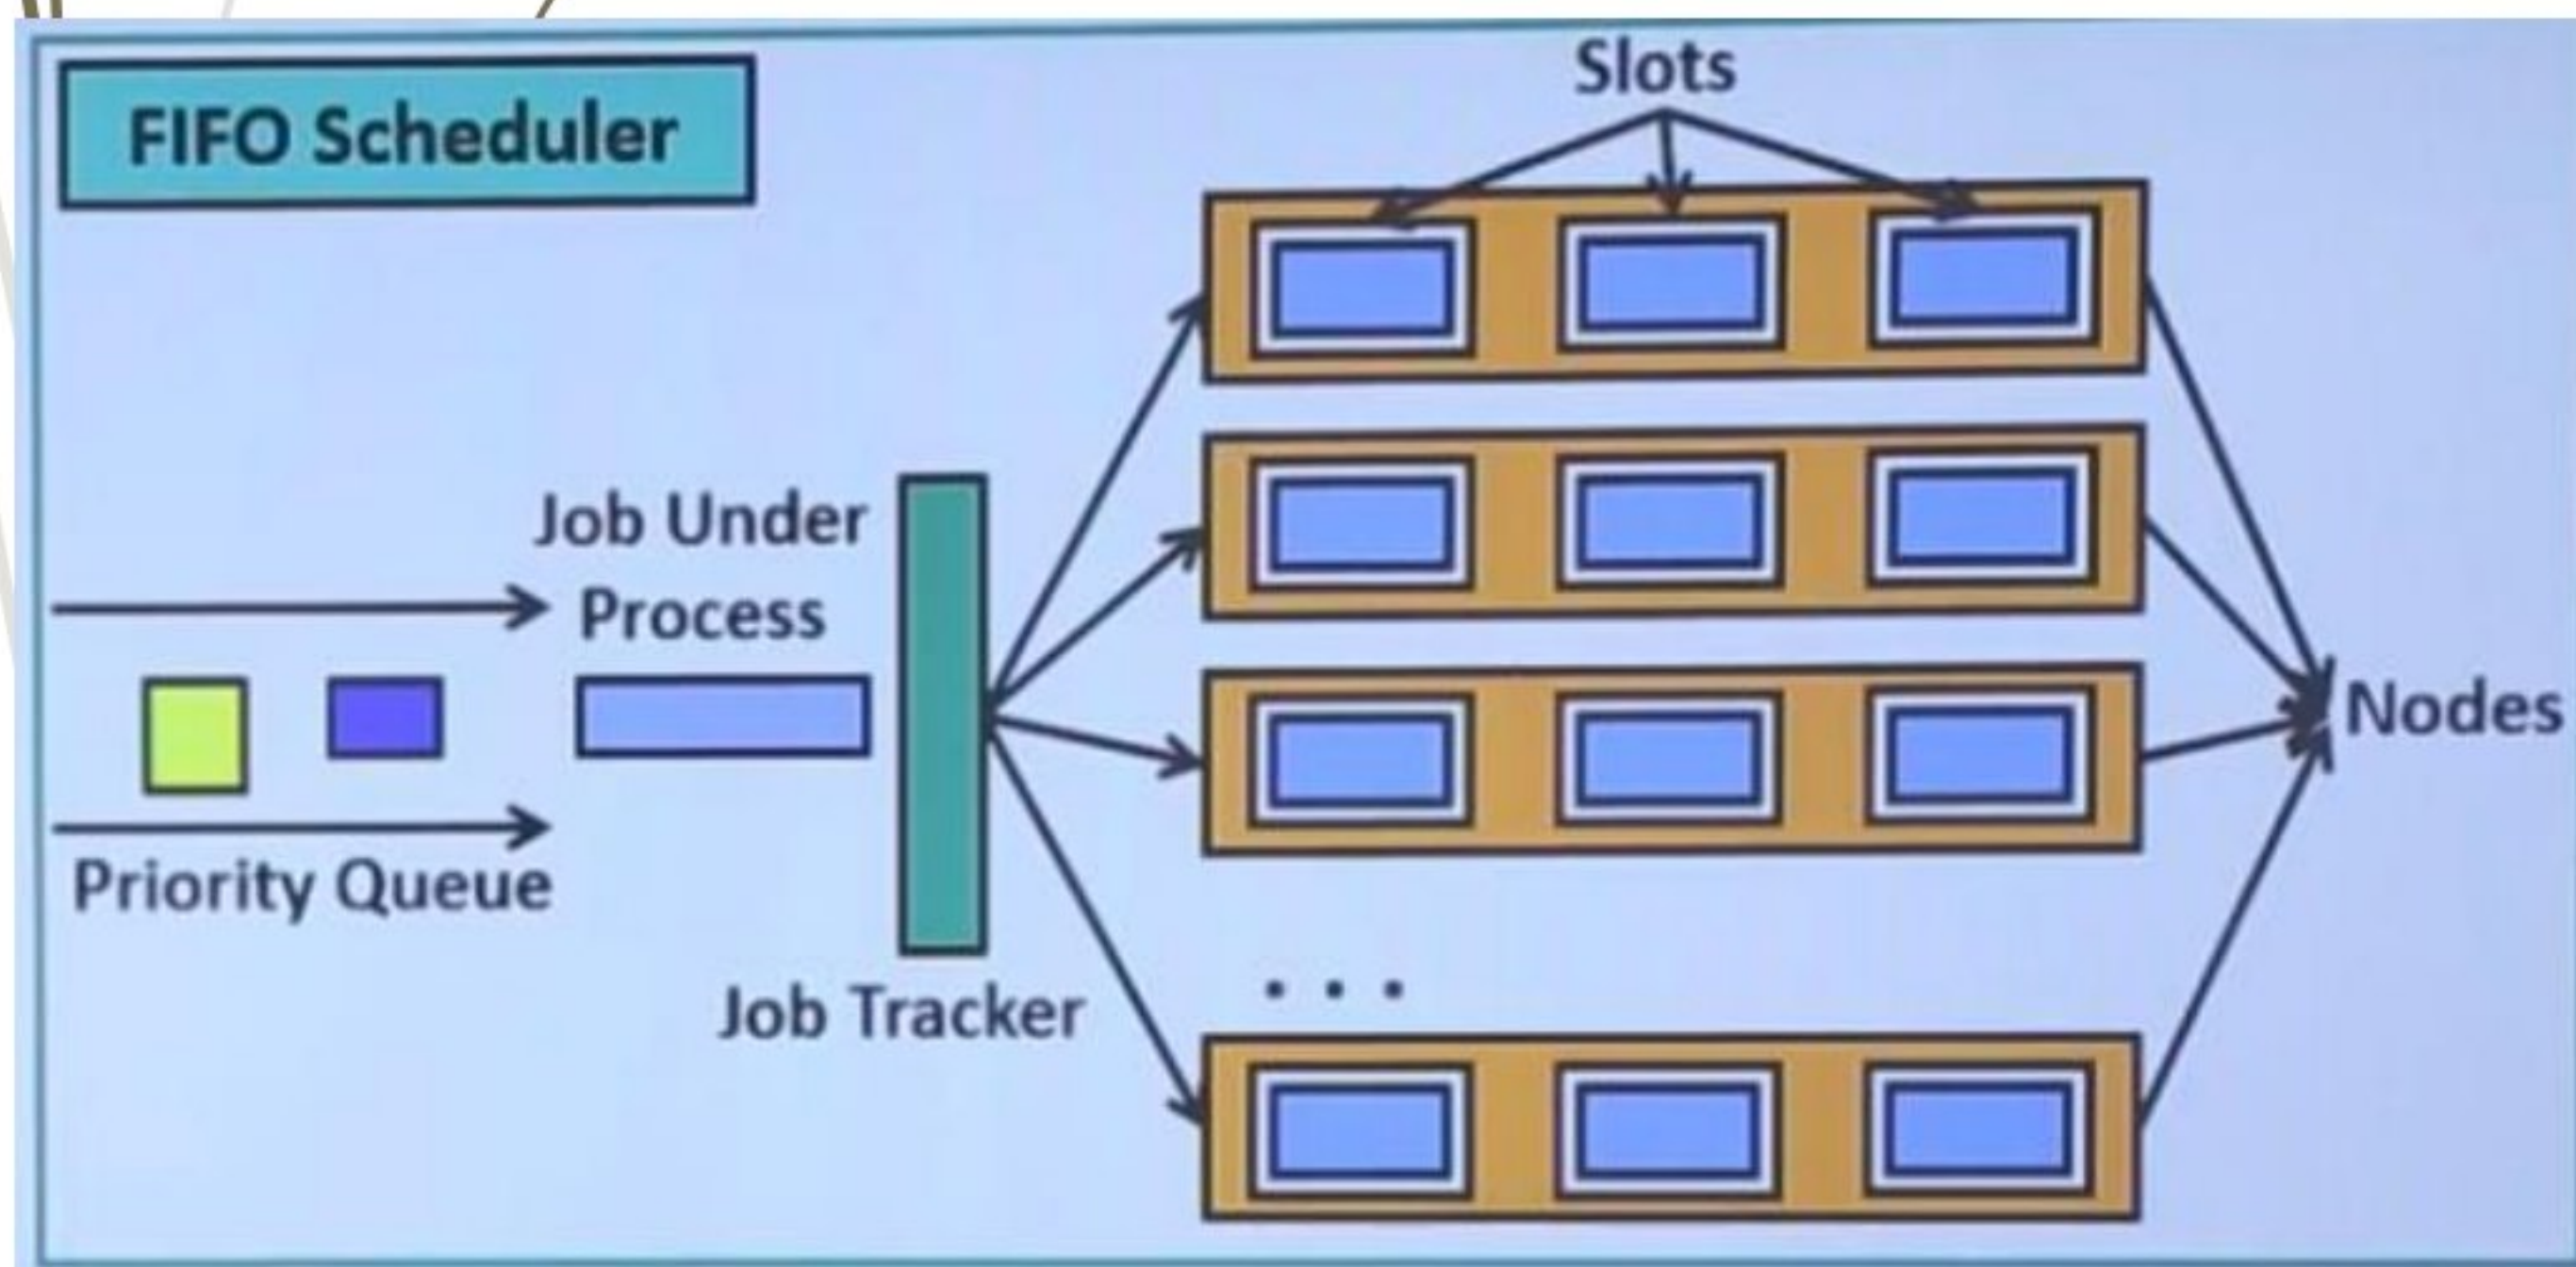 FIFO Scheduler
Slots
Job Under
Process
Priority Queue
Job Tracker
Nodes
. . .